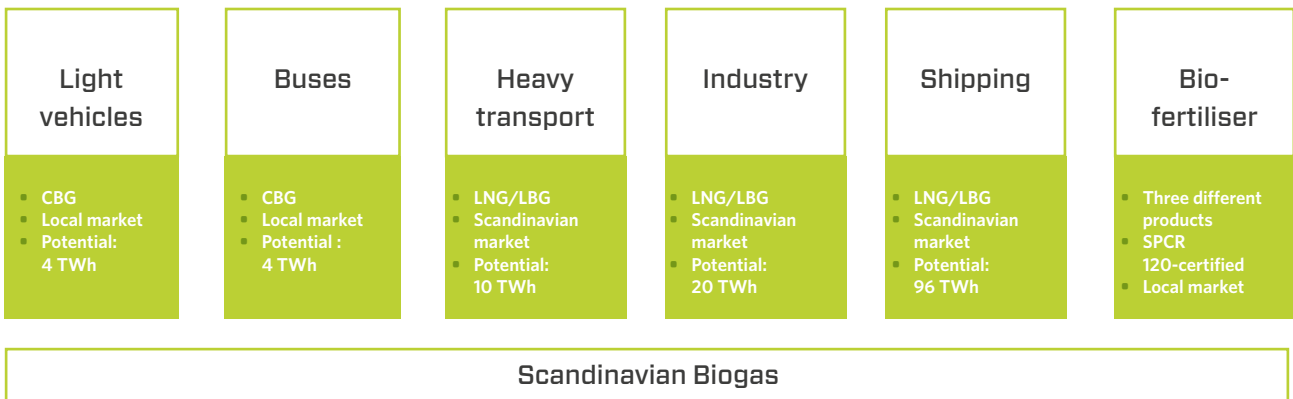 Light
vehicles
CBG
Local market
Potential:
4 TWh
Buses
CBG
Local market
Potential :
4 TWh
Heavy
transport
LNG/LBG
Scandinavian
market
Potential:
10 TWh
Industry
LNG/LBG
Scandinavian
market
Potential:
20 TWh
Shipping
LNG/LBG
Scandinavian
market
Potential:
96 TWh
Bio-
fertiliser
Three different
products
SPCR
120-certified
Local market
Scandinavian Biogas